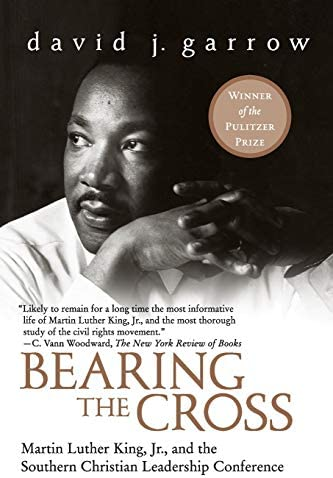 david j. garrow
WINNER
of the
PULITZER
PRIZE
"Likely to remain for a long time the most informative
life of Martin Luther King, Jr., and the most thorough
study of the civil rights movement."
—C. Vann Woodward, The New York Review of Books
BEARING
THE CROSS
Martin Luther King, Jr., and the
Southern Christian Leadership Conference